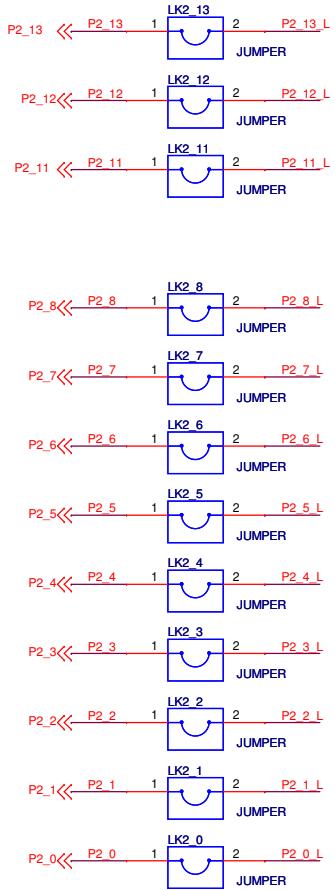 LK2_13
P2_13 P2_13 1 2 P2_13_L
JUMPER
LK2_12
P2_12 P2_12 1 2 P2_12_L
JUMPER
LK2_11
P2_11 P2_11 1 2 P2_11_L
JUMPER
LK2_8
P2_8 P2_8 1 2 P2_8_L
JUMPER
LK2_7
P2_7 P2_7 1 2 P2_7_L
JUMPER
LK2_6
P2_6 P2_6 1 2 P2_6_L
JUMPER
LK2_5
P2_5 P2_5 1 2 P2_5_L
JUMPER
LK2_4
P2_4 P2_4 1 2 P2_4_L
JUMPER
LK2_3
P2_3 P2_3 1 2 P2_3_L
JUMPER
LK2_2
P2_2 P2_2 1 2 P2_2_L
JUMPER
LK2_1
P2_1 P2_1 1 2 P2_1_L
JUMPER
LK2_0
P2_0 P2_0 1 2 P2_0_L
JUMPER